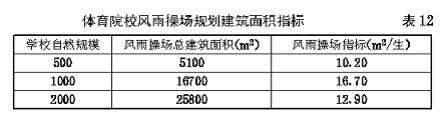 体育院校风雨操场规划建筑面积指标 表12
学校自然规模 风雨操场总建筑面积(m²) 风雨操场指标(m²/生)
500 5100 10.20
1000 16700 16.70
2000 25800 12.90